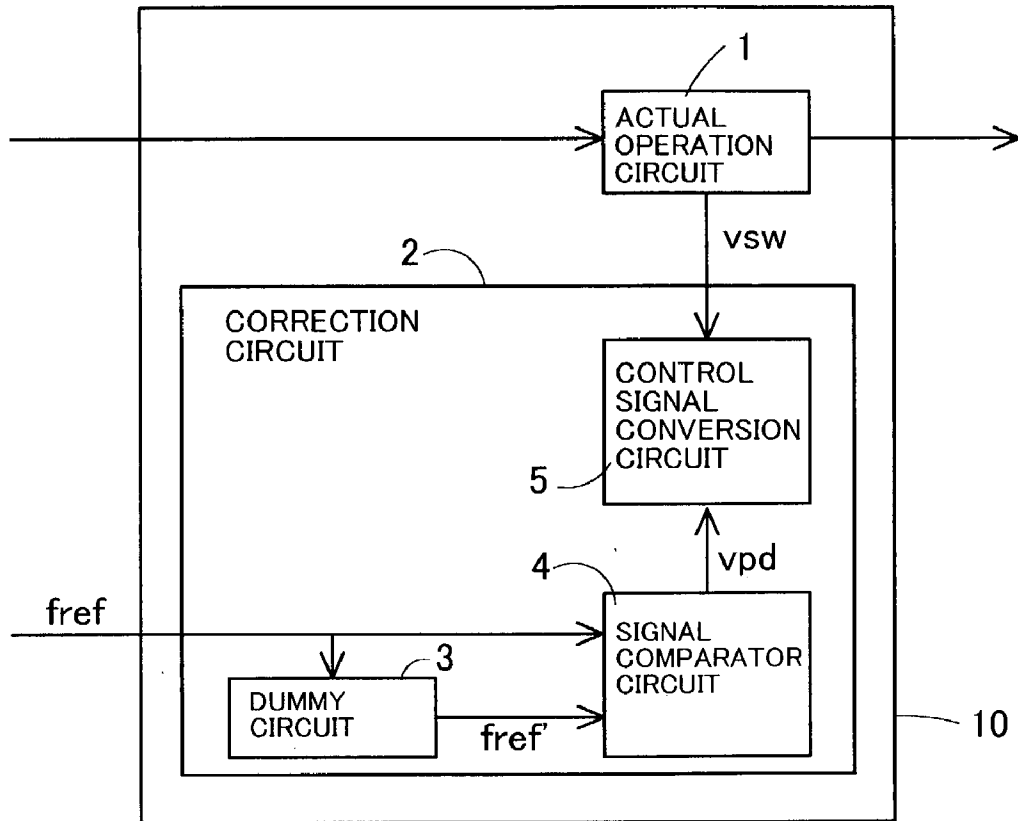 1
ACTUAL
OPERATION
CIRCUIT
vsw
2
CORRECTION
CIRCUIT
CONTROL
SIGNAL
CONVERSION
CIRCUIT
5
vpd
4
fref
SIGNAL
COMPARATOR
CIRCUIT
3
DUMMY
CIRCUIT
fref'
10